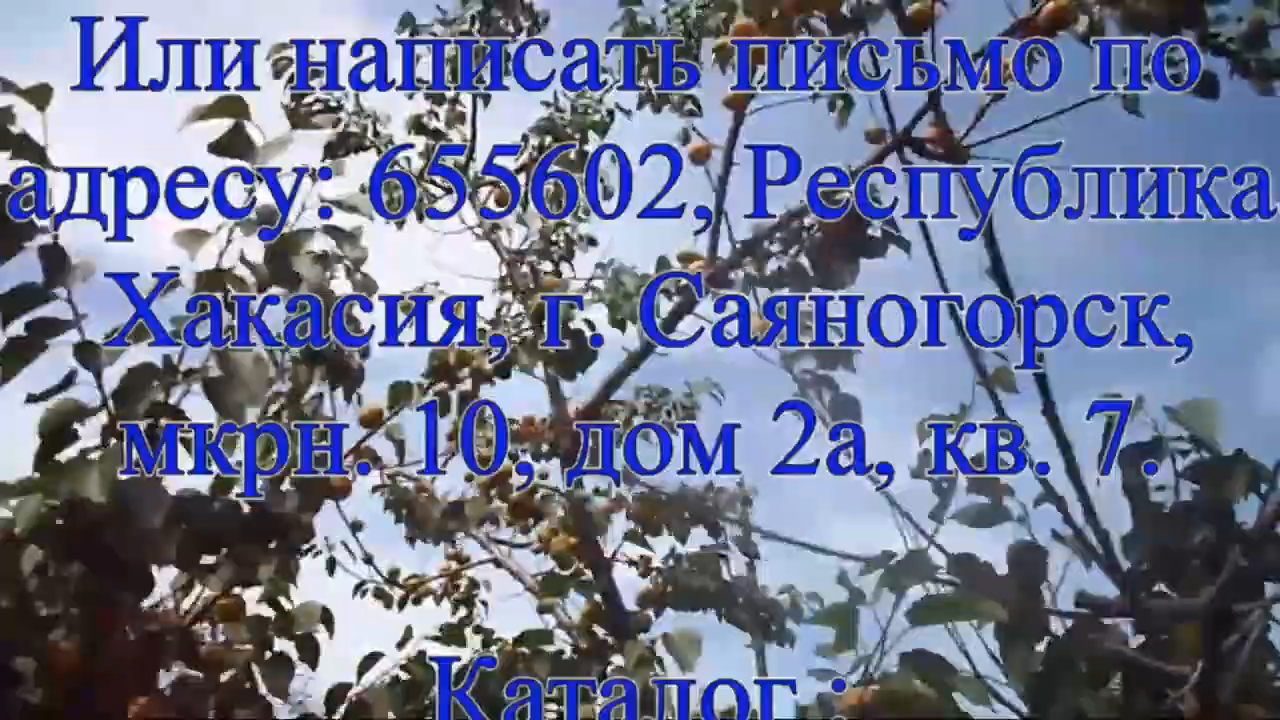 Или написать письмо по
адресу: 655602, Республика
Хакасия, г. Саяногорск,
мкрн. 10, дом 2а, кв. 7.
Каталог :